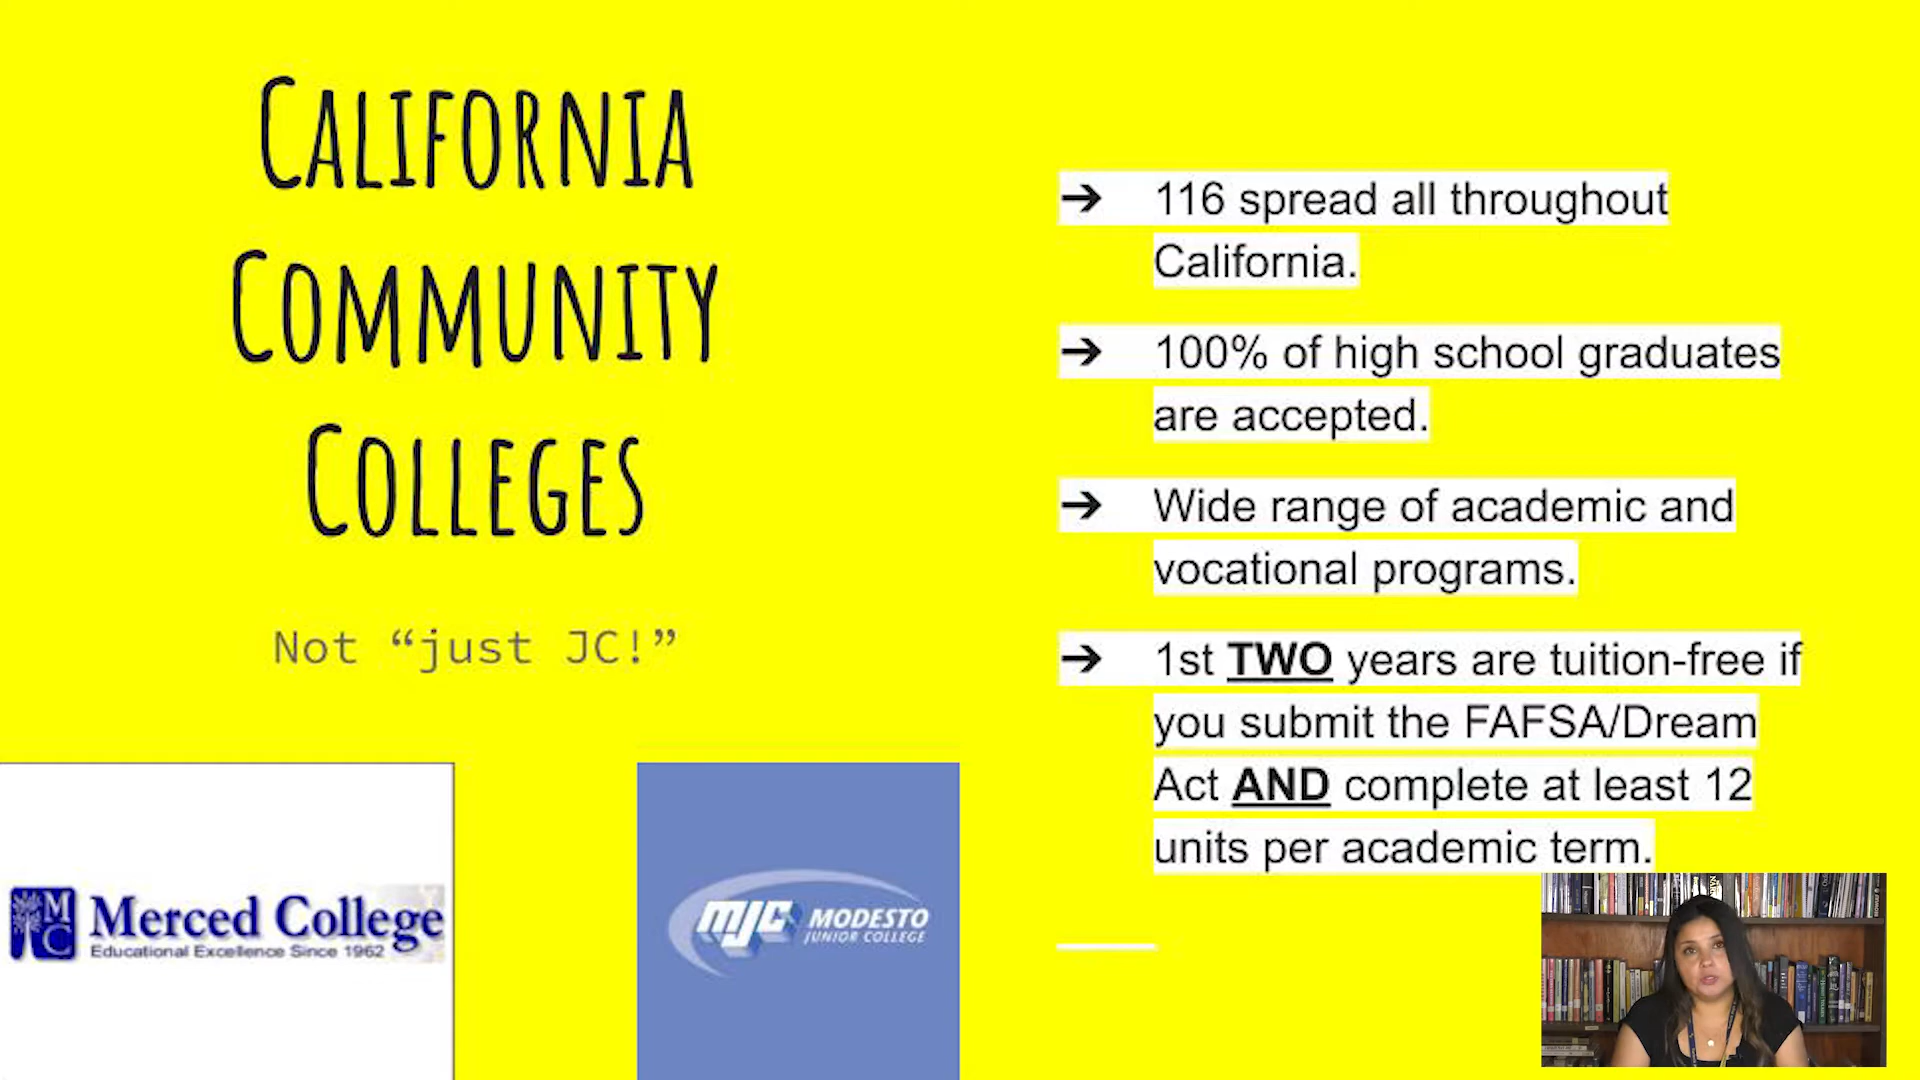 CALIFORNIA
COMMUNITY
COLLEGES
Not “just JC!”
MC
Merced College
Educational Excellence Since 1962
MJC MODESTO
JUNIOR COLLEGE
➔ 116 spread all throughout
California.
➔ 100% of high school graduates
are accepted.
➔ Wide range of academic and
vocational programs.
➔ 1st TWO years are tuition-free if
you submit the FAFSA/Dream
Act AND complete at least 12
units per academic term.